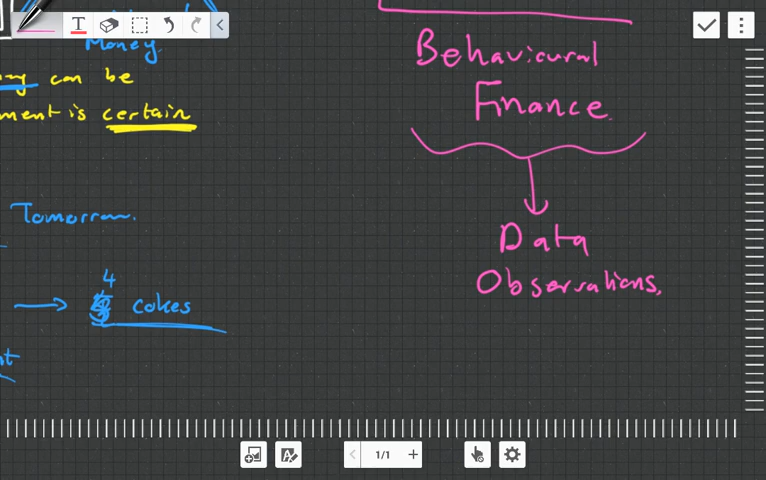 T
Money
can be
ment is certain
Tomorrow.
4
→ cokes
Behavioural
Finance.
Data
Observations.
1/1